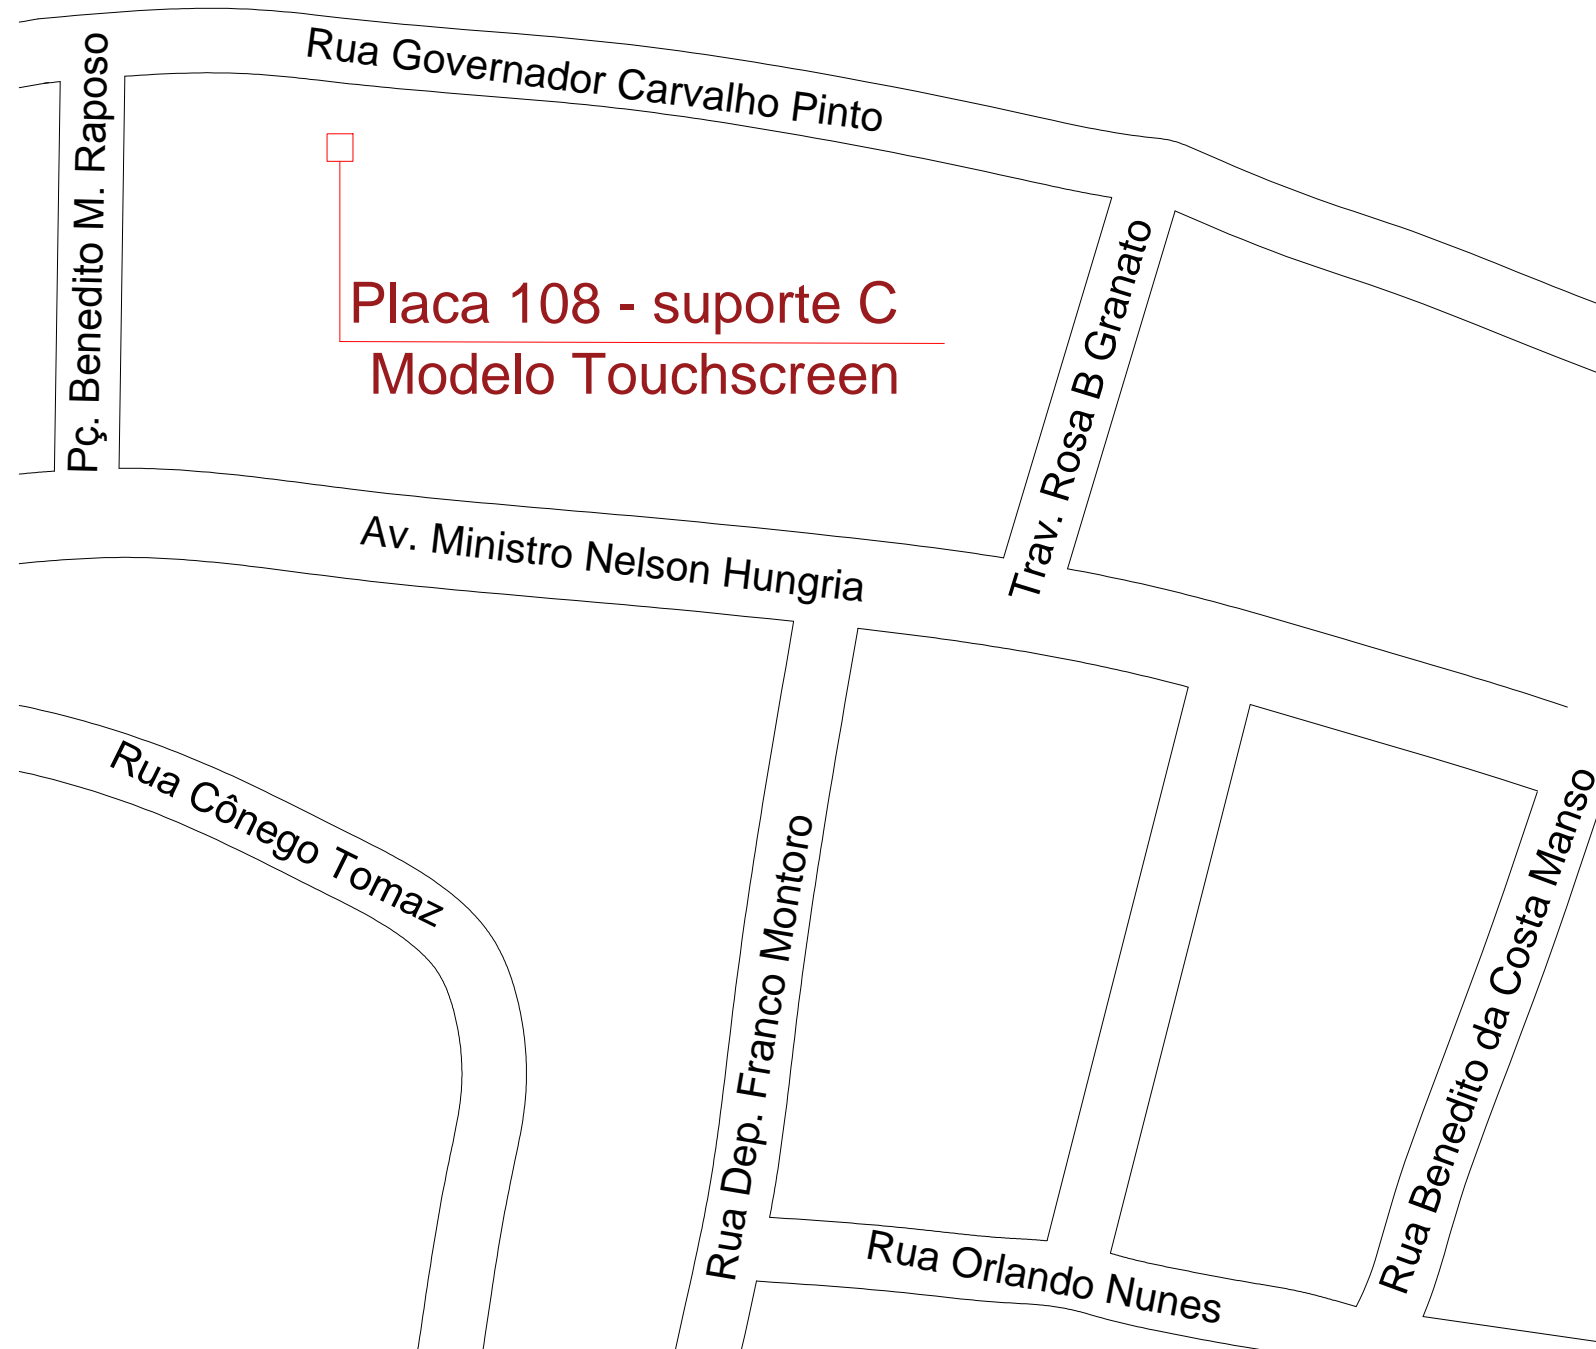 Rua Governador Carvalho Pinto
Pç. Benedito M. Raposo
Placa 108 - suporte C
Modelo Touchscreen
Trav. Rosa B Granato
Av. Ministro Nelson Hungria
Rua Cônego Tomaz
Rua Dep. Franco Montoro
Rua Benedito da Costa Manso
Rua Orlando Nunes